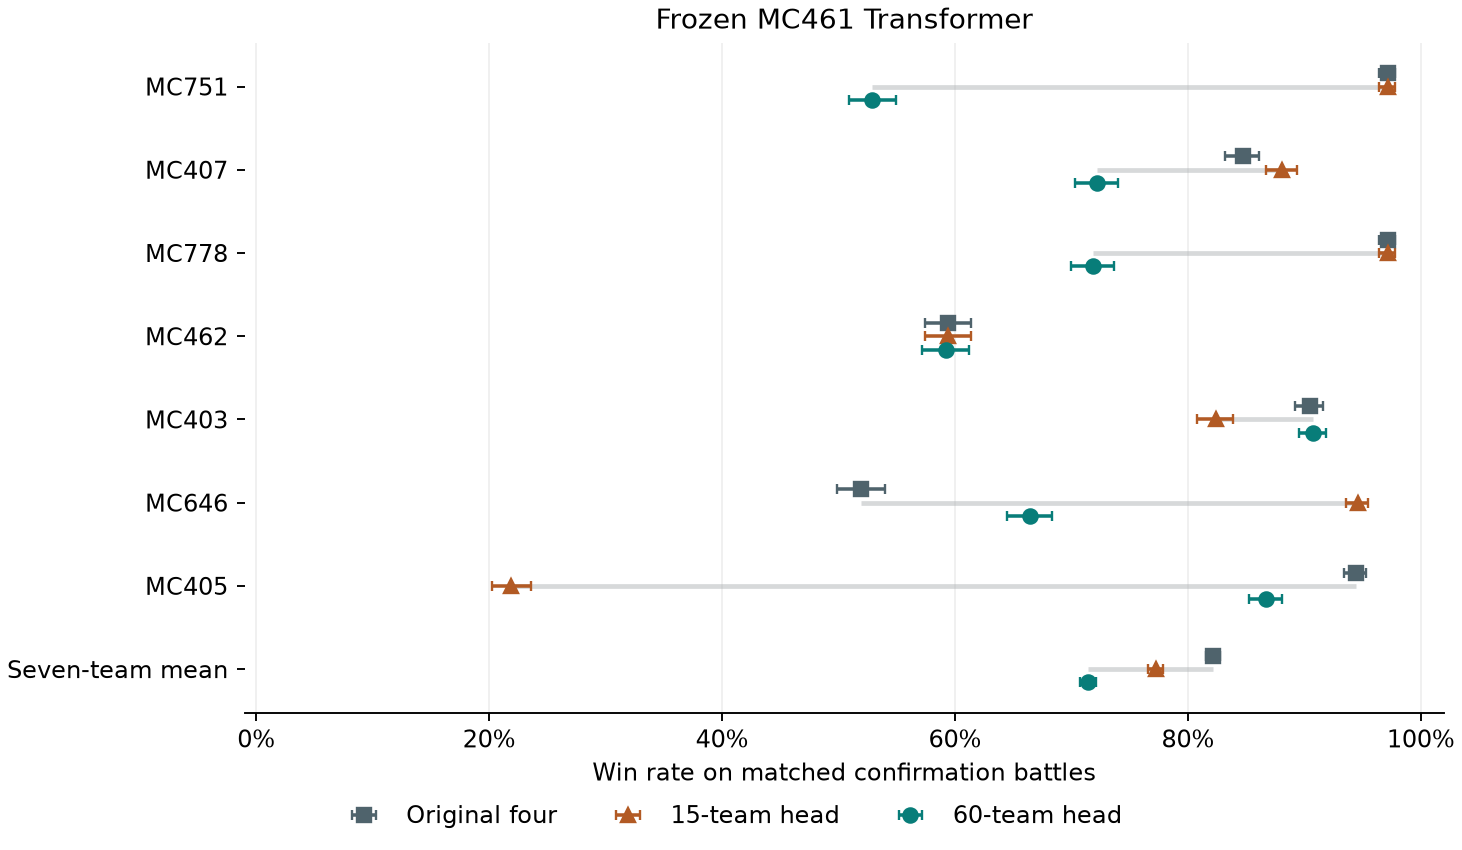 Frozen MC461 Transformer
MC751
MC407
MC778
MC462
MC403
MC646
MC405
Seven-team mean
0% 20% 40% 60% 80% 100%
Win rate on matched confirmation battles
Original four 15-team head 60-team head